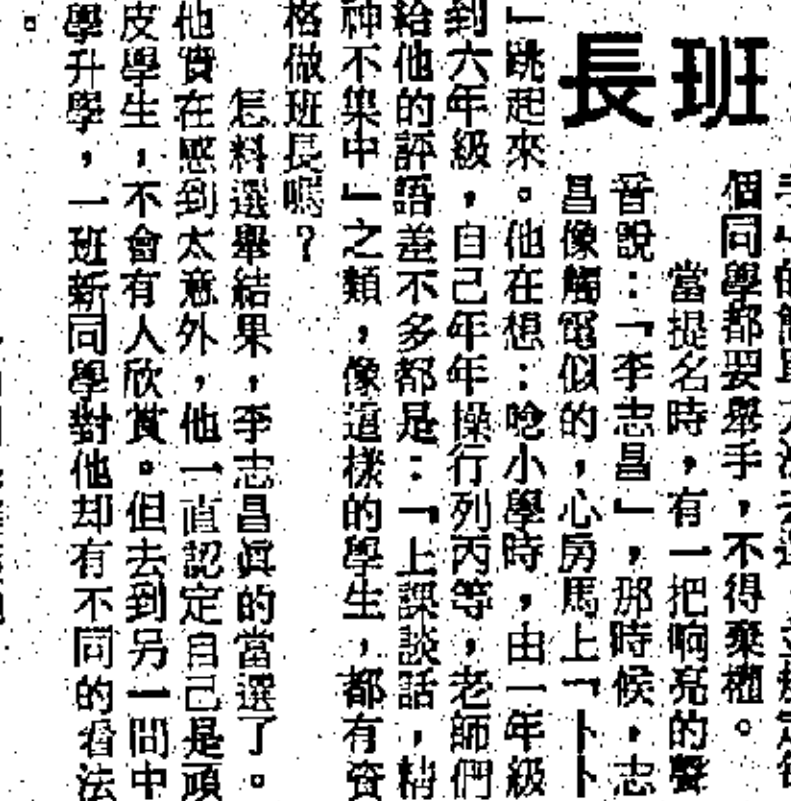 班長
個同學都要舉手，不得棄權。
當提名時，有一把响亮的聲
音說：「李志昌」，那時候，志
昌像觸電似的，心房馬上「卜卜
」跳起來。他在想：唸小學時，由一年級
到六年級，自己年年操行列丙等，老師們
給他的評語差不多都是：「上課談話，精
神不集中」之類，像這樣的學生，都有資
格做班長嗎？
怎料選舉結果，李志昌眞的當選了。
他實在感到太意外，他一直認定自己是頑
皮學生，不會有人欣賞。但去到另一間中
學升學，一班新同學對他却有不同的看法
。